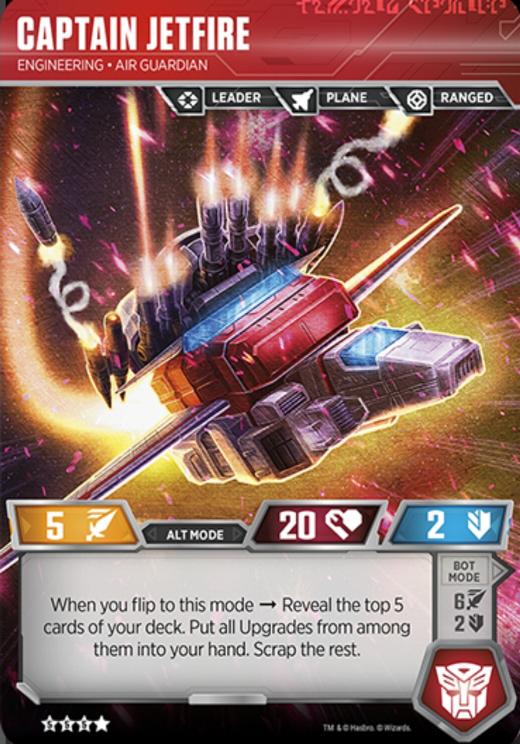 CAPTAIN JETFIRE
ENGINEERING • AIR GUARDIAN
LEADER PLANE RANGED
5
ALT MODE
20
2
BOT
MODE
6
2
When you flip to this mode → Reveal the top 5
cards of your deck. Put all Upgrades from among
them into your hand. Scrap the rest.
TM & © Hasbro. © Wizards.